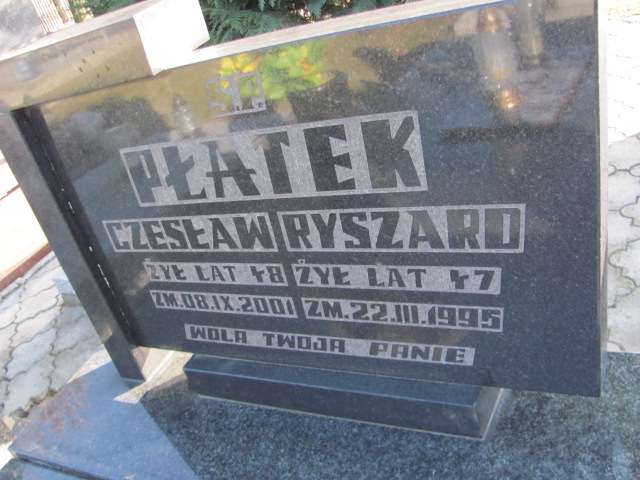 Ś.P.
PŁATEK
CZESŁAW RYSZARD
ŻYŁ LAT 48 ŻYŁ LAT 47
ZM.08.IX.2001 ZM.22.III.1995
WOLA TWOJA PANIE